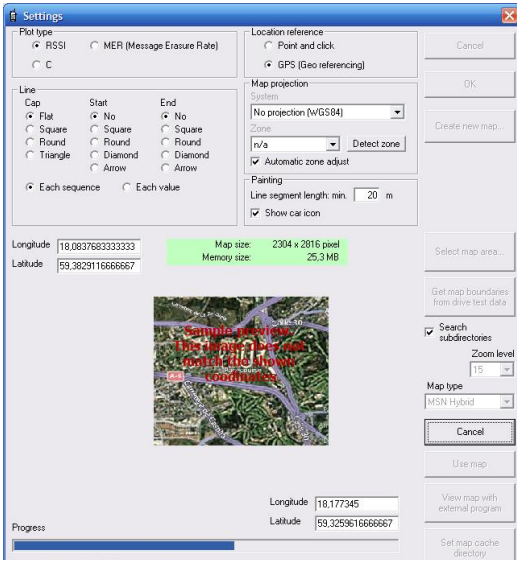 Settings
Plot type
RSSI
MER (Message Erasure Rate)
C
Location reference
Point and click
GPS (Geo referencing)
Cancel
OK
Create new map...
Line
Cap
Start
End
Flat
No
No
Square
Square
Square
Round
Round
Round
Triangle
Diamond
Diamond
Arrow
Arrow
Each sequence
Each value
Map projection
System
No projection (WGS84)
Zone
n/a
Detect zone
Automatic zone adjust
Painting
Line segment length: min.
20
m
Show car icon
Longitude
18,0837683333333
Latitude
59,3829116666667
Map size:
2304 x 2816 pixel
Memory size:
25,3 MB
Select map area...
Get map boundaries
from drive test data
Search
subdirectories
Zoom level
15
Map type
MSN Hybrid
Cancel
Use map
View map with
external program
Set map cache
directory
Sample preview.
This image does not
match the shown
coordinates.
A-6
Longitude
18,177345
Latitude
59,3259616666667
Progress